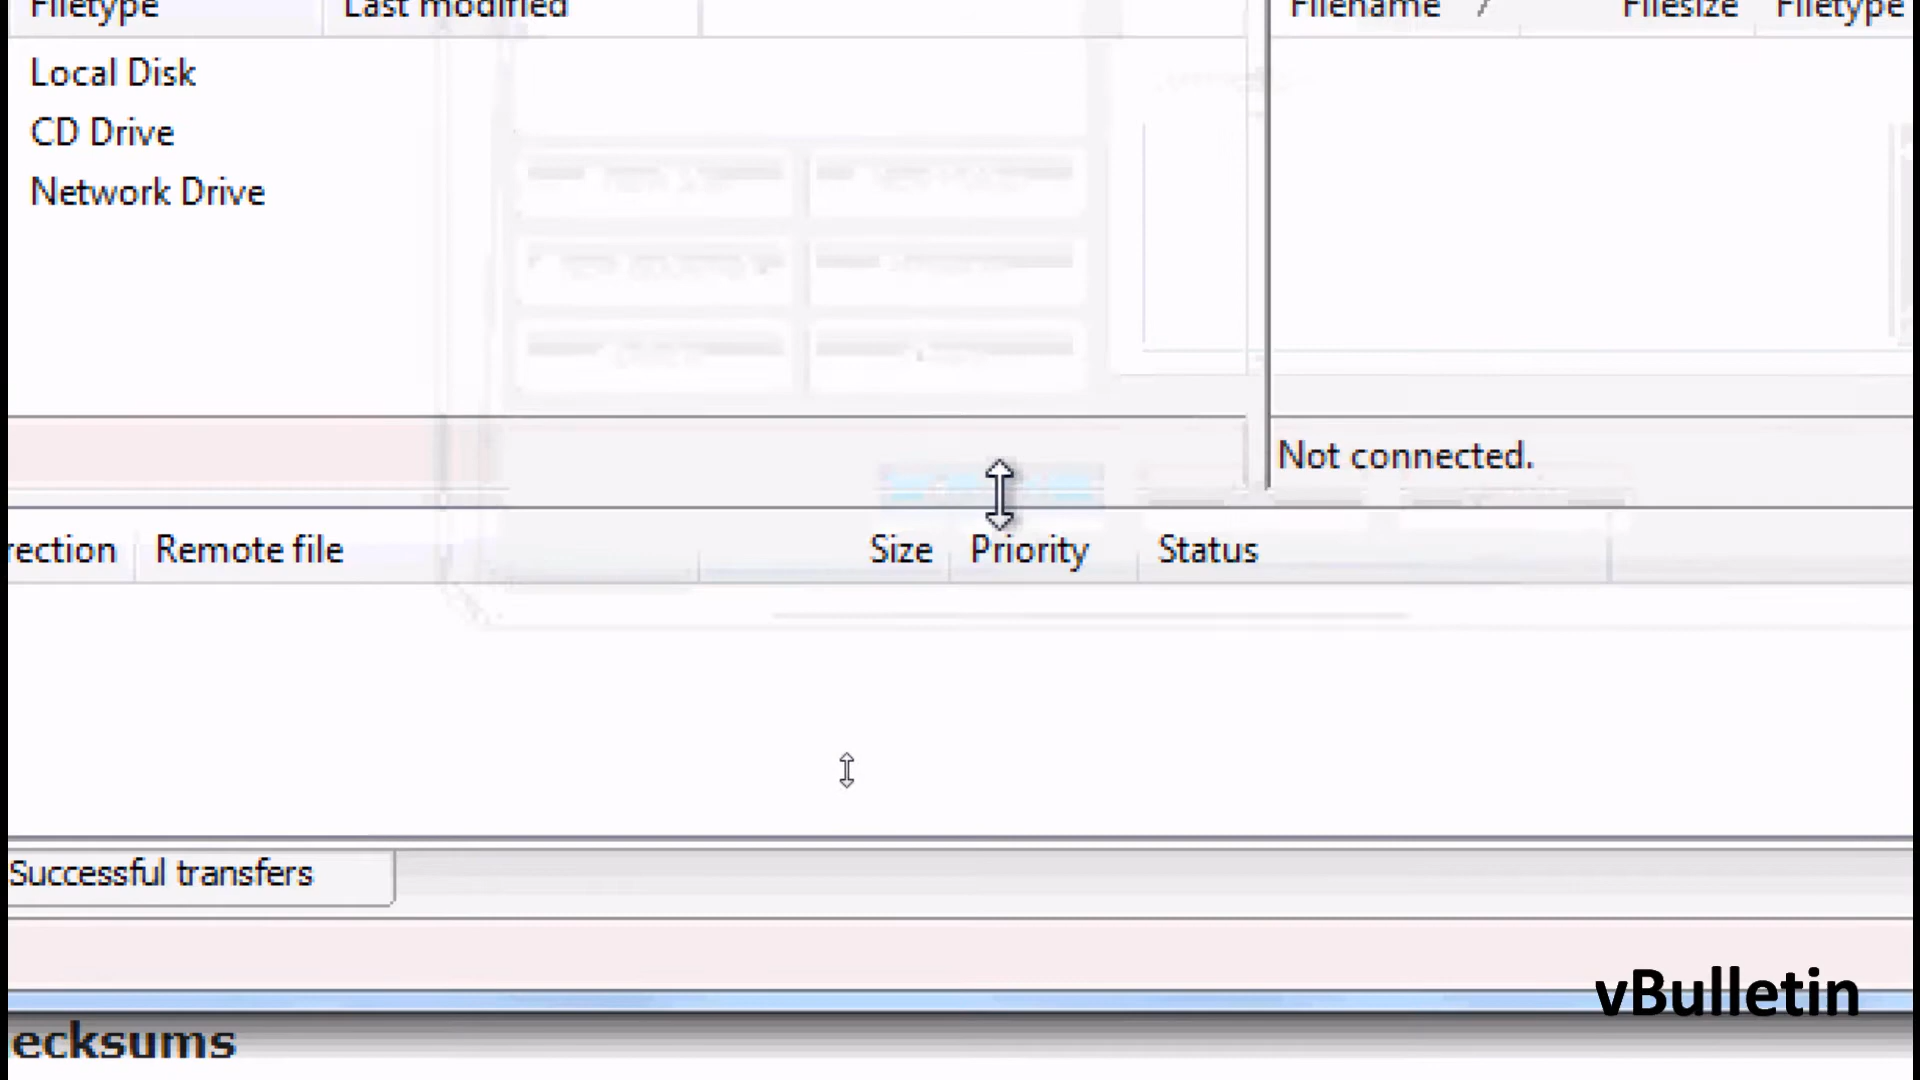 Filetype Last modified Filename Filesize Filetype
Local Disk
CD Drive
Network Drive
Not connected.
rection Remote file Size Priority Status
Successful transfers
vBulletin
ecksums